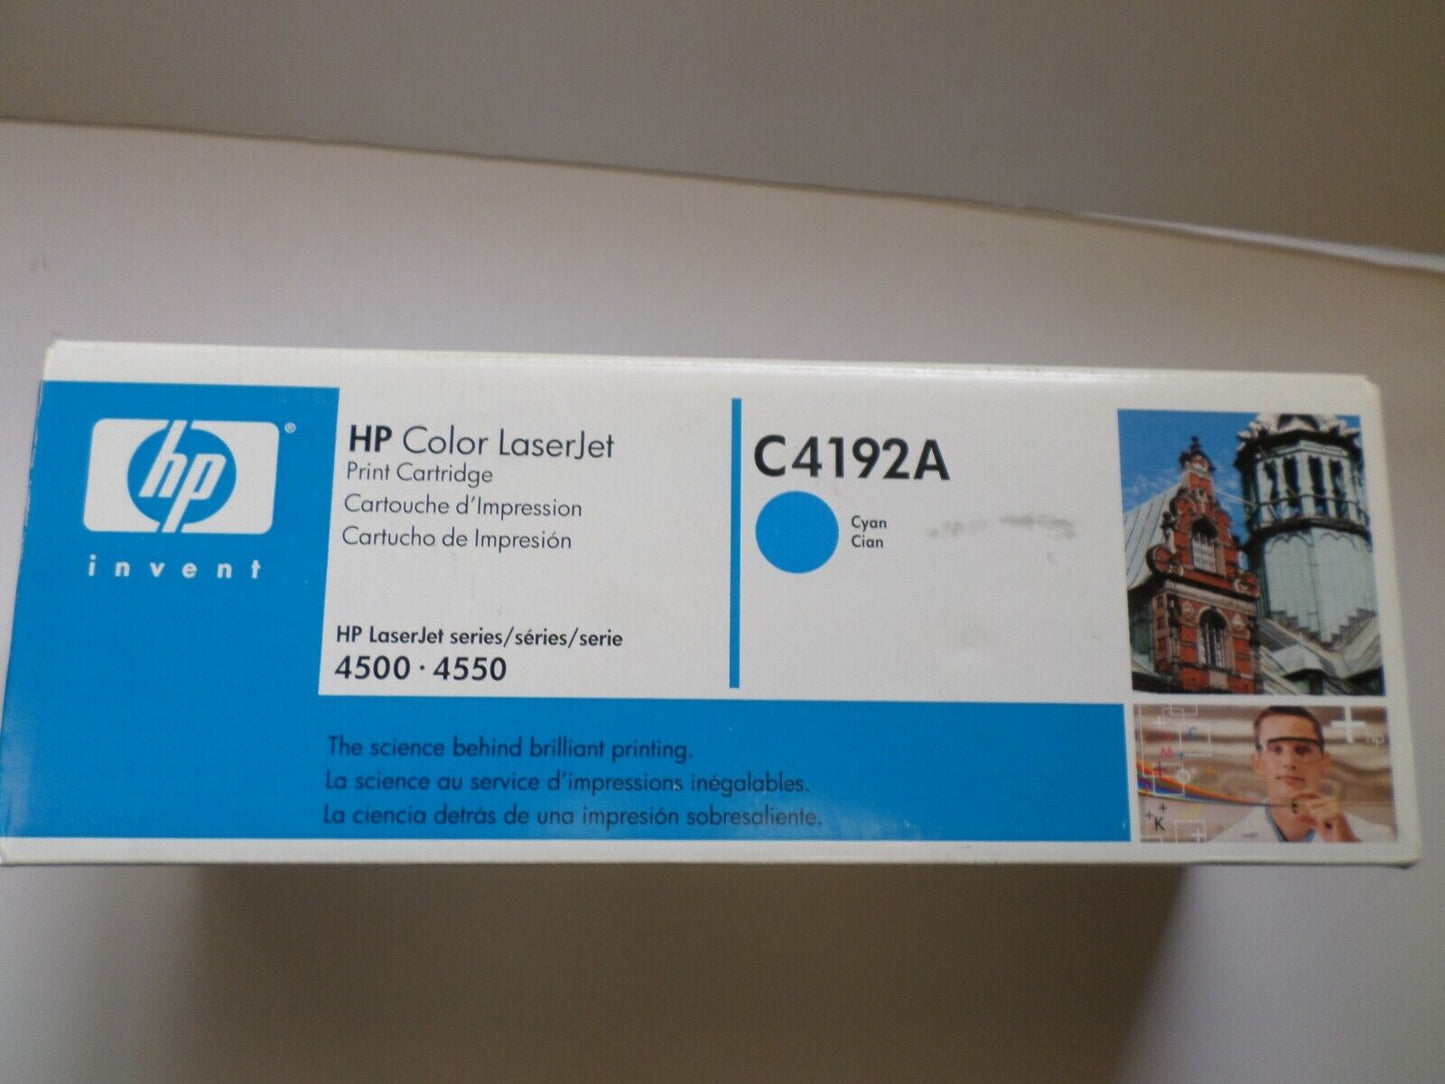 hp ®
invent
HP Color LaserJet
Print Cartridge
Cartouche d'Impression
Cartucho de Impresión
HP LaserJet series/séries/serie
4500 · 4550
C4192A
Cyan
Cian
The science behind brilliant printing.
La science au service d'impressions inégalables.
La ciencia detrás de una impresión sobresaliente.
C
M
K
+hp